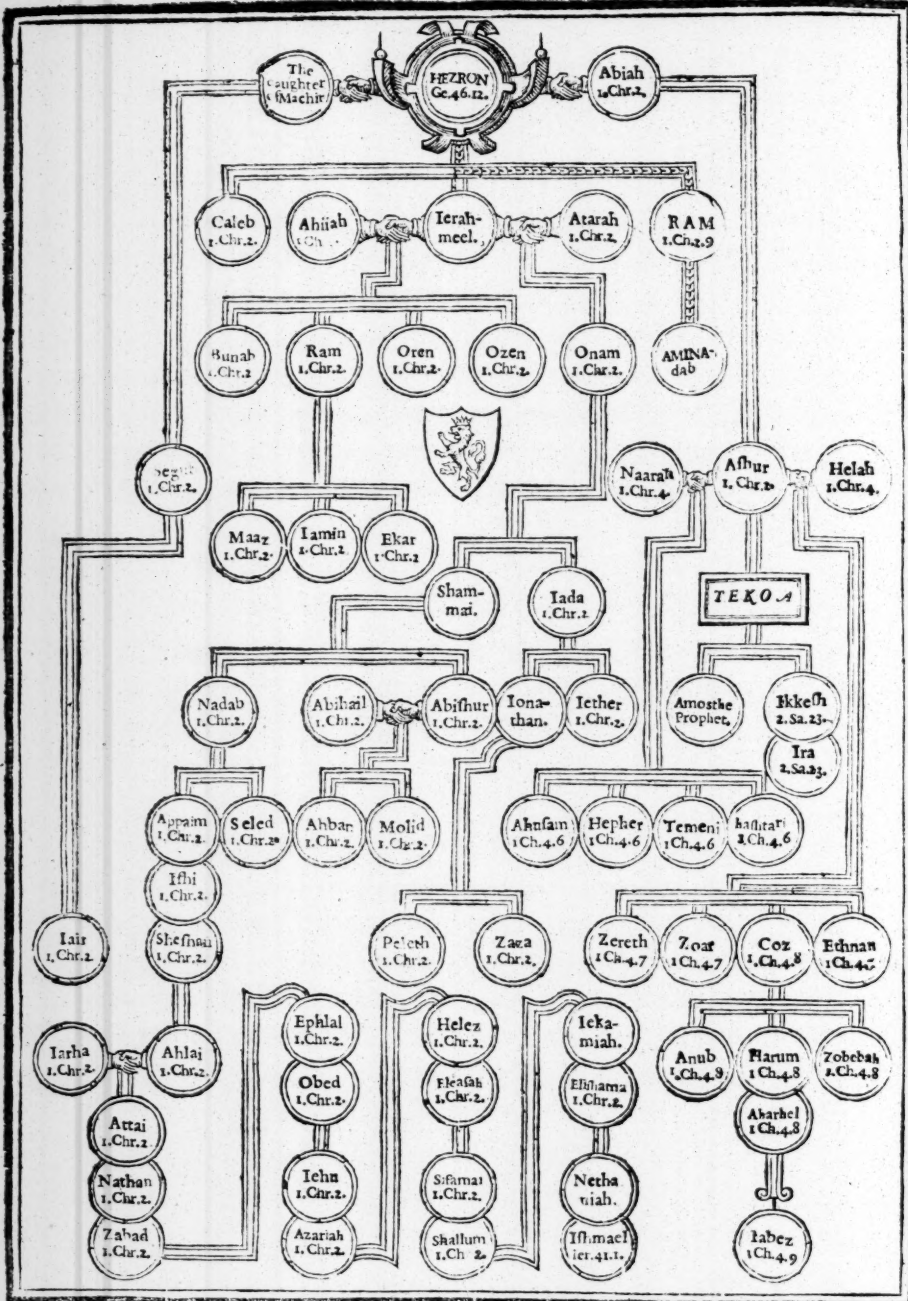 The
daughter
of Machir
HEZRON
Ge.46.12.
Abiah
1.Chr.2.
Caleb
1.Chr.2.
Ahiiah
Ierah-
meel.
Atarah
1.Chr.2.
RAM
1.Ch.2.9
Bunah
1.Chr.2
Ram
1.Chr.2.
Oren
1.Chr.2.
Ozen
1.Chr.2.
Onam
1.Chr.2.
AMINA-
dab
Segub
1.Chr.2.
Naarah
1.Chr.4.
Aſhur
1.Chr.2.
Helah
1.Chr.4.
Maaz
1.Chr.2.
Iamin
1.Chr.2
Ekar
1.Chr.2
Sham-
mai.
Iada
1.Chr.2
TEKOA
Nadab
1.Chr.2.
Abihail
1.Chr.2.
Abiſhur
1.Chr.2.
Iona-
than.
Iether
1.Chr.2.
Amos the
Prophet.
Ikkeſh
2.Sa.23.
Ira
2.Sa.23.
Appaim
1.Chr.2.
Seled
1.Chr.2.
Ahban
1.Chr.2.
Molid
1.Chr.2.
Ahuſam
1Ch.4.6
Hepher
1Ch.4.6
Temeni
1Ch.4.6
haſhtari
1Ch.4.6
Iſhi
1.Chr.2.
Iair
1.Chr.2
Sheſhan
1.Chr.2.
Peleth
1.Chr.2
Zaza
1.Chr.2.
Zereth
1Ch.4.7
Zoar
1Ch.4.7
Coz
1.Ch.4.8
Ethnan
1Ch.4.7
Iarha
1.Chr.2.
Ahlai
1.Chr.2.
Ephlal
1.Chr.2.
Helez
1.Chr.2.
Ieka-
miah.
Anub
1.Ch.4.8
Harum
1Ch.4.8
Zobebah
1.Ch.4.8
Obed
1.Chr.2.
Eleaſah
1.Chr.2.
Eliſhama
1.Chr.2.
Aharhel
1Ch.4.8
Attai
1.Chr.2.
Nathan
1.Chr.2.
Iehu
1.Chr.2.
Siſamai
1.Chr.2.
Netha
niah.
Zabad
1.Chr.2.
Azariah
1.Chr.2.
Shallum
1.Ch.2.
Iſhmael
Ier.41.1.
Iabez
1Ch.4.9